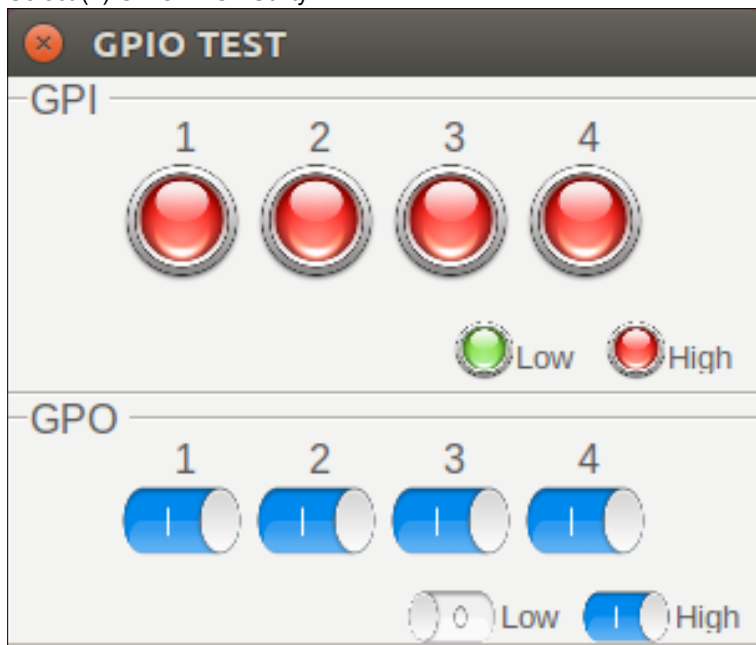 GPIO TEST
GPI
1 2 3 4
Low High
GPO
1 2 3 4
I I I I
O Low I High